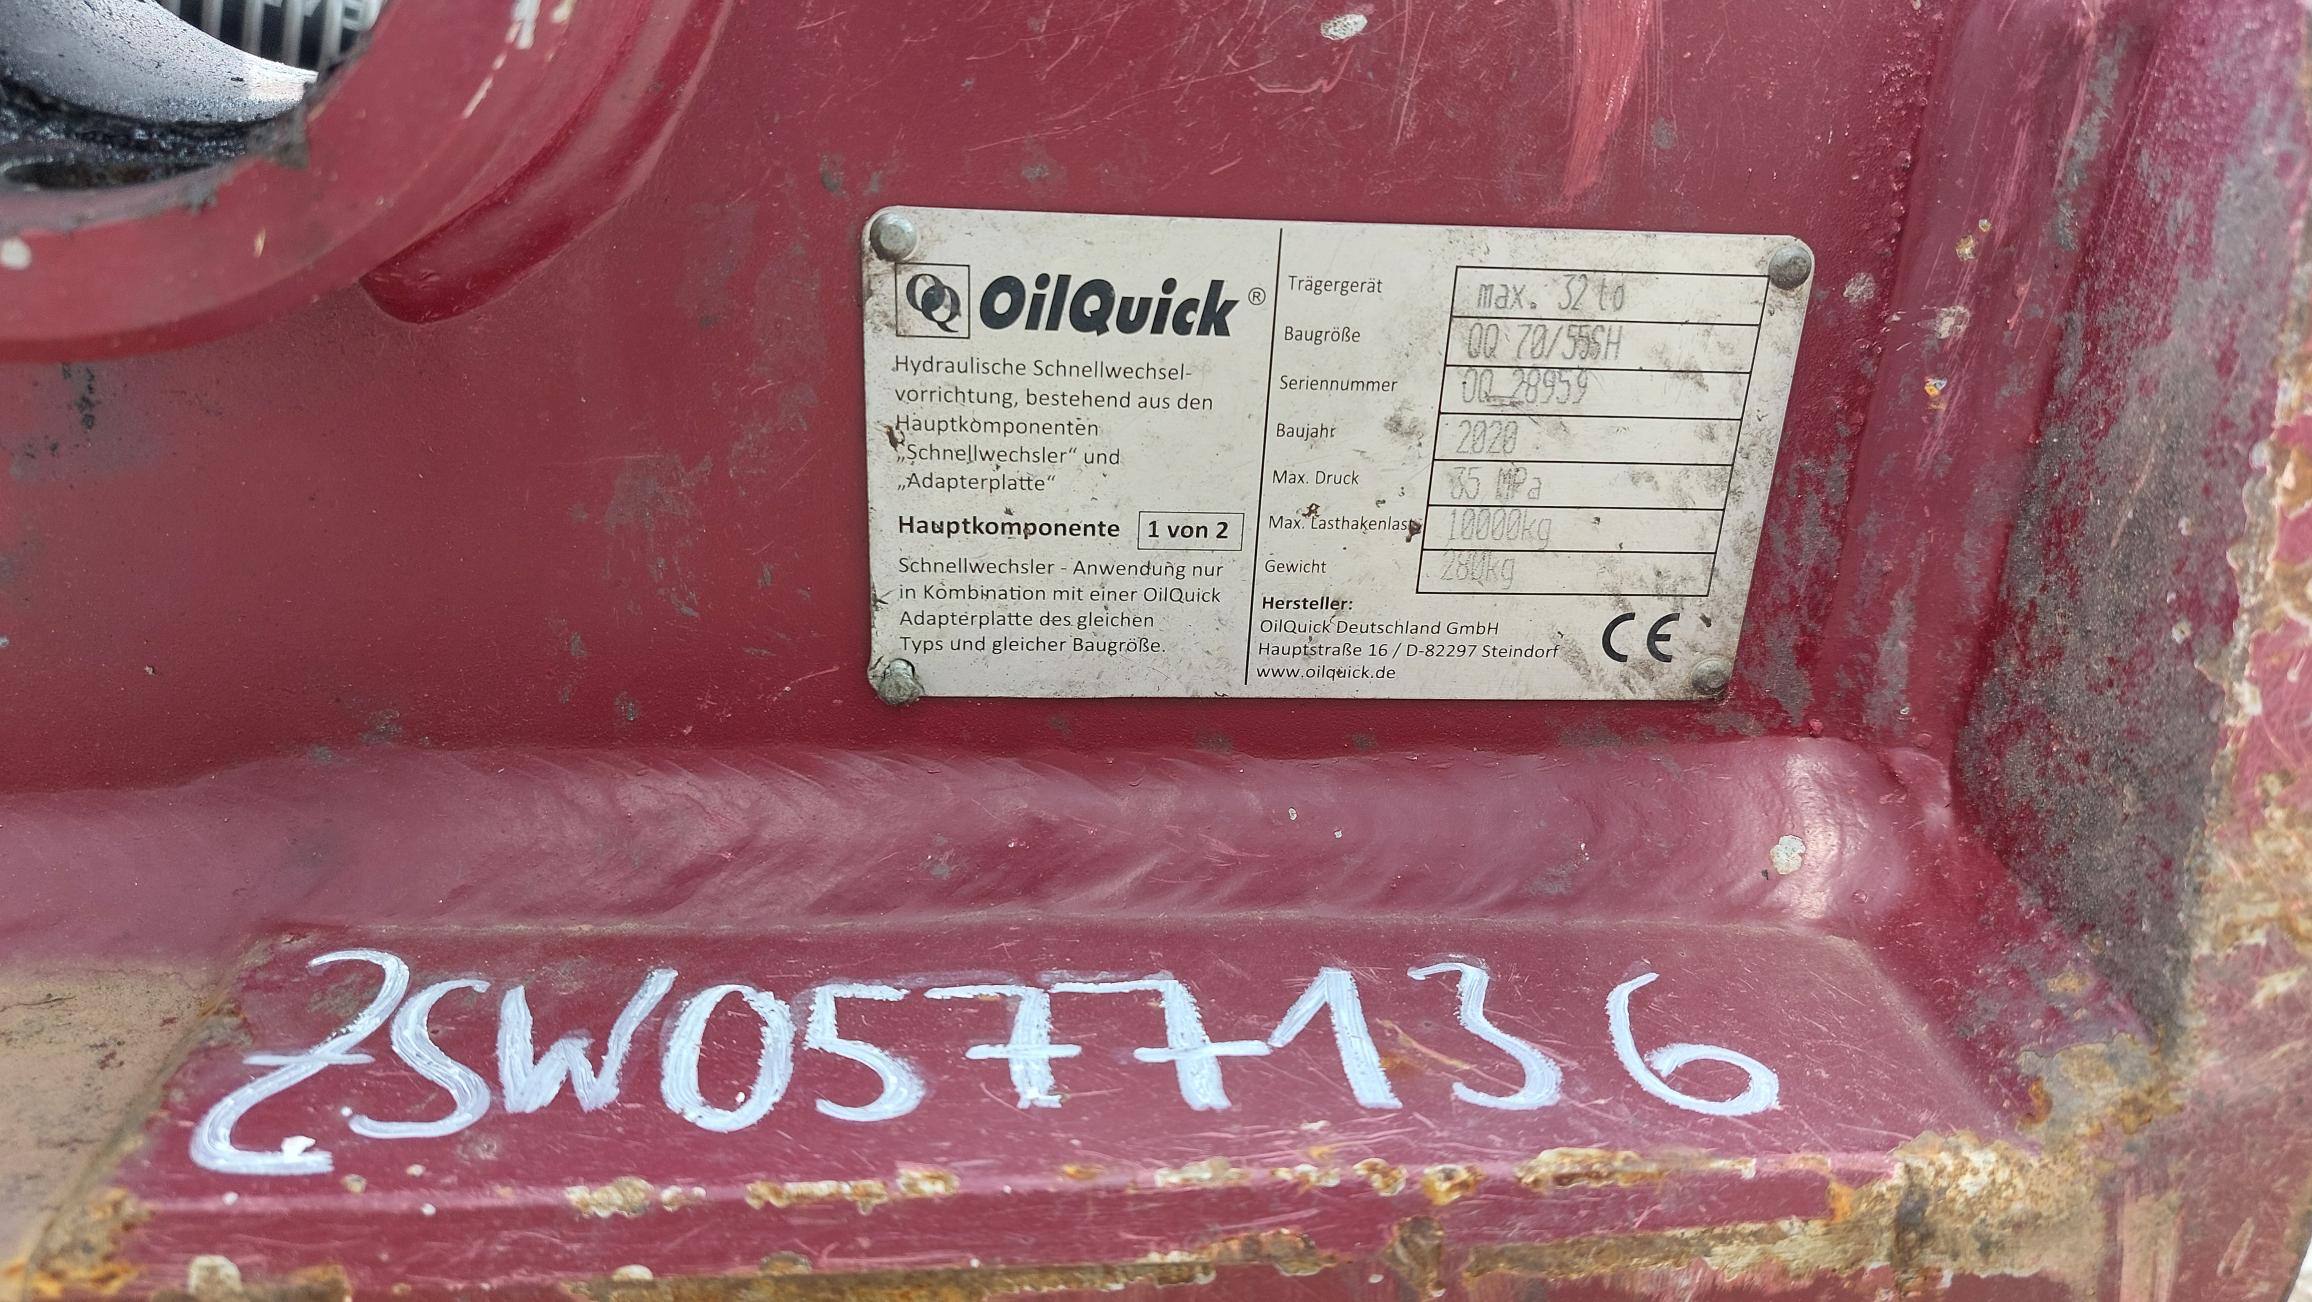 OilQuick®
Hydraulische Schnellwechsel-
vorrichtung, bestehend aus den
Hauptkomponenten
„Schnellwechsler“ und
„Adapterplatte“
Hauptkomponente 1 von 2
Schnellwechsler - Anwendung nur
in Kombination mit einer OilQuick
Adapterplatte des gleichen
Typs und gleicher Baugröße.
Trägergerät max. 32 to
Baugröße OQ 70/55SH
Seriennummer OQ 28959
Baujahr 2020
Max. Druck 35 MPa
Max. Lasthakenlast 10000kg
Gewicht 280kg
Hersteller:
OilQuick Deutschland GmbH
Hauptstraße 16 / D-82297 Steindorf
www.oilquick.de
CE
ZSW0577136